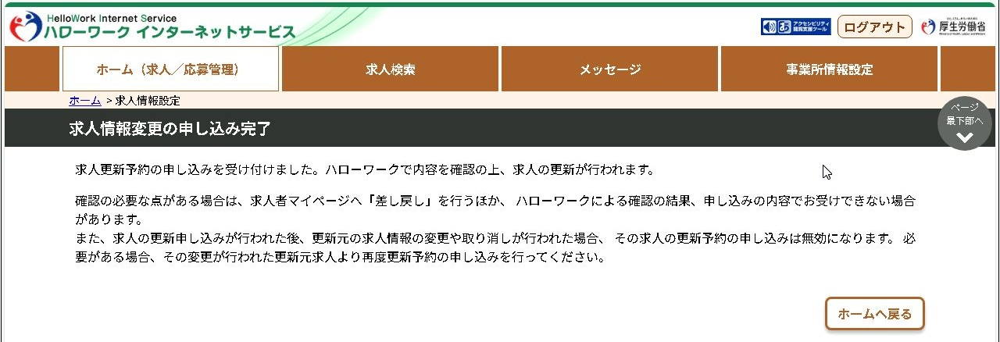 HelloWork Internet Service
ハローワーク インターネットサービス
アクセシビリティ
閲覧支援ツール
あ
ログアウト
厚生労働省
ホーム（求人／応募管理）
求人検索
メッセージ
事業所情報設定
ホーム > 求人情報設定
ページ
最下部へ
求人情報変更の申し込み完了
求人更新予約の申し込みを受け付けました。ハローワークで内容を確認の上、求人の更新が行われます。
確認の必要な点がある場合は、求人者マイページへ「差し戻し」を行うほか、 ハローワークによる確認の結果、申し込みの内容でお受けできない場合
があります。
また、求人の更新申し込みが行われた後、更新元の求人情報の変更や取り消しが行われた場合、 その求人の更新予約の申し込みは無効になります。 必
要がある場合、その変更が行われた更新元求人より再度更新予約の申し込みを行ってください。
ホームへ戻る